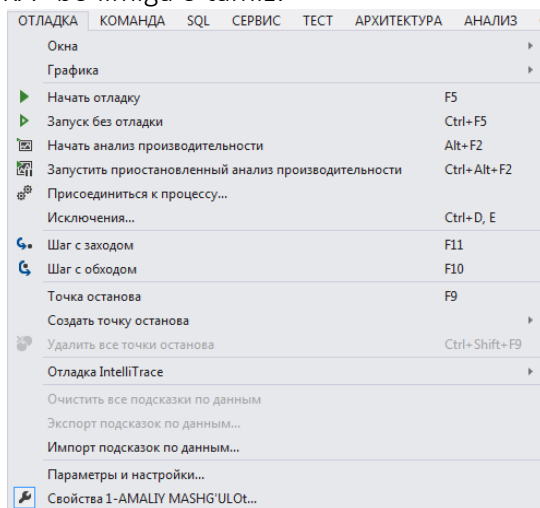 ОТЛАДКА КОМАНДА SQL СЕРВИС ТЕСТ АРХИТЕКТУРА АНАЛИЗ
Окна
Графика
Начать отладку F5
Запуск без отладки Ctrl+F5
Начать анализ производительности Alt+F2
Запустить приостановленный анализ производительности Ctrl+Alt+F2
Присоединиться к процессу...
Исключения... Ctrl+D, E
Шаг с заходом F11
Шаг с обходом F10
Точка останова F9
Создать точку останова
Удалить все точки останова Ctrl+Shift+F9
Отладка IntelliTrace
Очистить все подсказки по данным
Экспорт подсказок по данным...
Импорт подсказок по данным...
Параметры и настройки...
Свойства 1-AMALIY MASHG'ULOt...